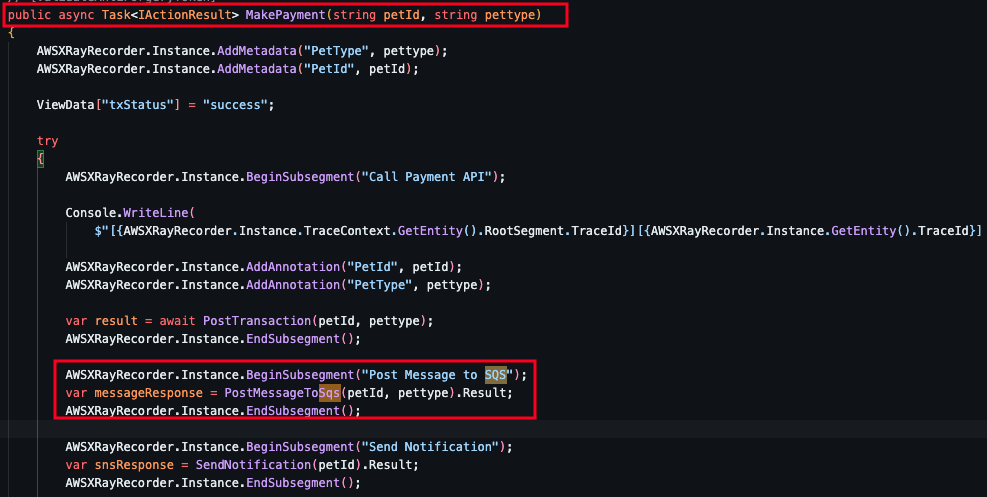 public async Task<IActionResult> MakePayment(string petId, string pettype)
{
AWSXRayRecorder.Instance.AddMetadata("PetType", pettype);
AWSXRayRecorder.Instance.AddMetadata("PetId", petId);
ViewData["txStatus"] = "success";
try
{
AWSXRayRecorder.Instance.BeginSubsegment("Call Payment API");
Console.WriteLine(
$"[{AWSXRayRecorder.Instance.TraceContext.GetEntity().RootSegment.TraceId}][{AWSXRayRecorder.Instance.GetEntity().TraceId}]
AWSXRayRecorder.Instance.AddAnnotation("PetId", petId);
AWSXRayRecorder.Instance.AddAnnotation("PetType", pettype);
var result = await PostTransaction(petId, pettype);
AWSXRayRecorder.Instance.EndSubsegment();
AWSXRayRecorder.Instance.BeginSubsegment("Post Message to SQS");
var messageResponse = PostMessageToSqs(petId, pettype).Result;
AWSXRayRecorder.Instance.EndSubsegment();
AWSXRayRecorder.Instance.BeginSubsegment("Send Notification");
var snsResponse = SendNotification(petId).Result;
AWSXRayRecorder.Instance.EndSubsegment();